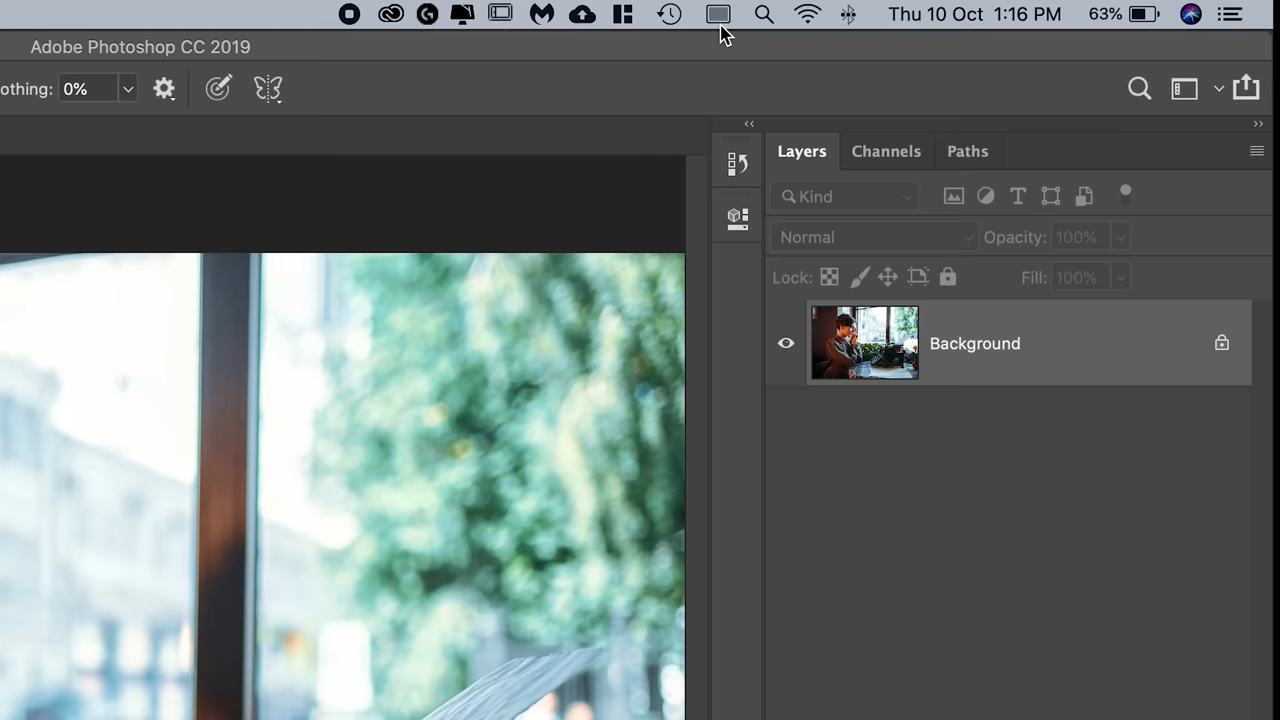 Thu 10 Oct 1:16 PM 63%
Adobe Photoshop CC 2019
othing: 0%
Layers Channels Paths
Kind
Normal Opacity: 100%
Lock: Fill: 100%
Background